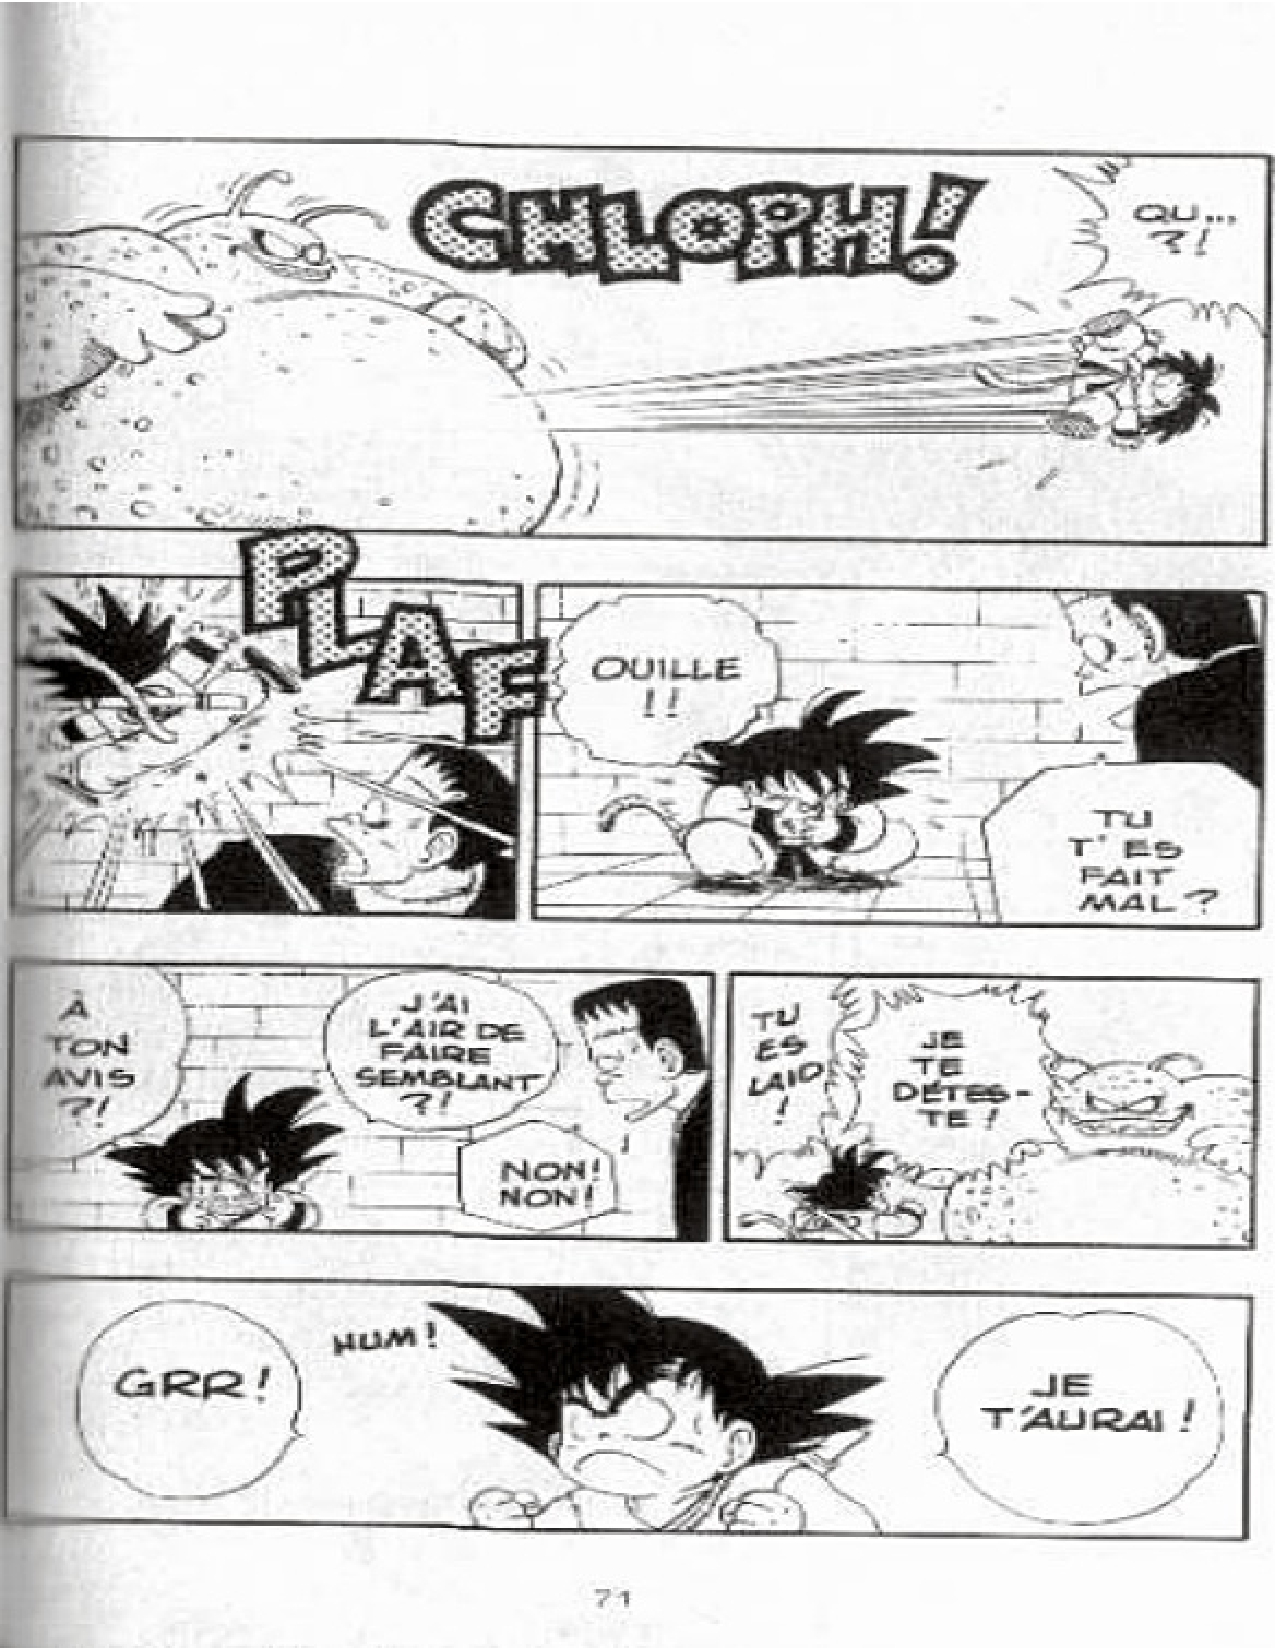 CHLOPH!
QU...
?!
PLAF
OUILLE
!!
TU
T'ES
FAIT
MAL?
À
TON
AVIS
?!
J'AI
L'AIR DE
FAIRE
SEMBLANT
?!
NON!
NON!
TU
ES
LAID
!
JE
TE
DÉTES-
TE!
GRR!
HUM!
JE
T'AURAI!
71